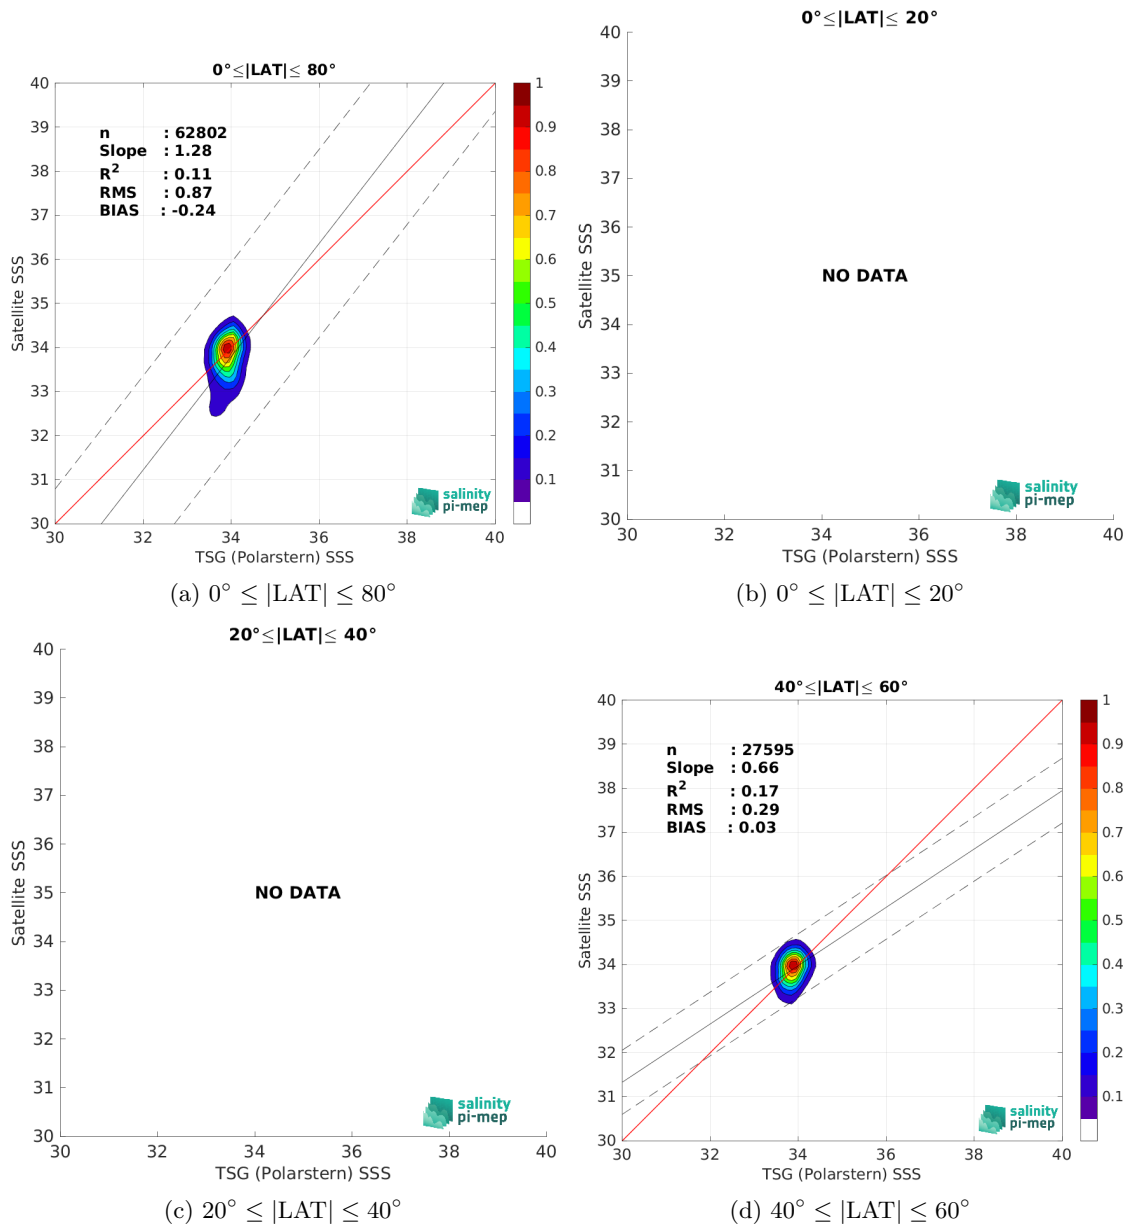 0°≤|LAT|≤ 80°
40
39
38
37
36
35
34
33
32
31
30
n : 62802
Slope : 1.28
R² : 0.11
RMS : 0.87
BIAS : -0.24
Satellite SSS
30 32 34 36 38 40
TSG (Polarstern) SSS
salinity
pi-mep
1
0.9
0.8
0.7
0.6
0.5
0.4
0.3
0.2
0.1
(a) 0° ≤ |LAT| ≤ 80°
0°≤|LAT|≤ 20°
40
39
38
37
36
35
34
33
32
31
30
Satellite SSS
NO DATA
salinity
pi-mep
30 32 34 36 38 40
TSG (Polarstern) SSS
(b) 0° ≤ |LAT| ≤ 20°
20°≤|LAT|≤ 40°
40
39
38
37
36
35
34
33
32
31
30
Satellite SSS
NO DATA
salinity
pi-mep
30 32 34 36 38 40
TSG (Polarstern) SSS
(c) 20° ≤ |LAT| ≤ 40°
40°≤|LAT|≤ 60°
40
39
38
37
36
35
34
33
32
31
30
n : 27595
Slope : 0.66
R² : 0.17
RMS : 0.29
BIAS : 0.03
Satellite SSS
salinity
pi-mep
30 32 34 36 38 40
TSG (Polarstern) SSS
1
0.9
0.8
0.7
0.6
0.5
0.4
0.3
0.2
0.1
(d) 40° ≤ |LAT| ≤ 60°